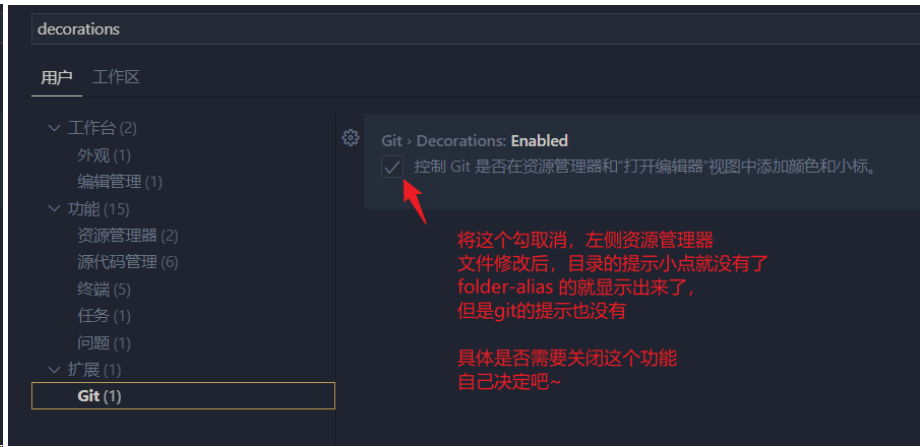 decorations
用户 工作区
工作台 (2)
外观 (1)
编辑管理 (1)
功能 (15)
资源管理器 (2)
源代码管理 (6)
终端 (5)
任务 (1)
问题 (1)
扩展 (1)
Git (1)
Git › Decorations: Enabled
控制 Git 是否在资源管理器和"打开编辑器"视图中添加颜色和小标。
将这个勾取消，左侧资源管理器
文件修改后，目录的提示小点就没有了
folder-alias 的就显示出来了，
但是git的提示也没有
具体是否需要关闭这个功能
自己决定吧~